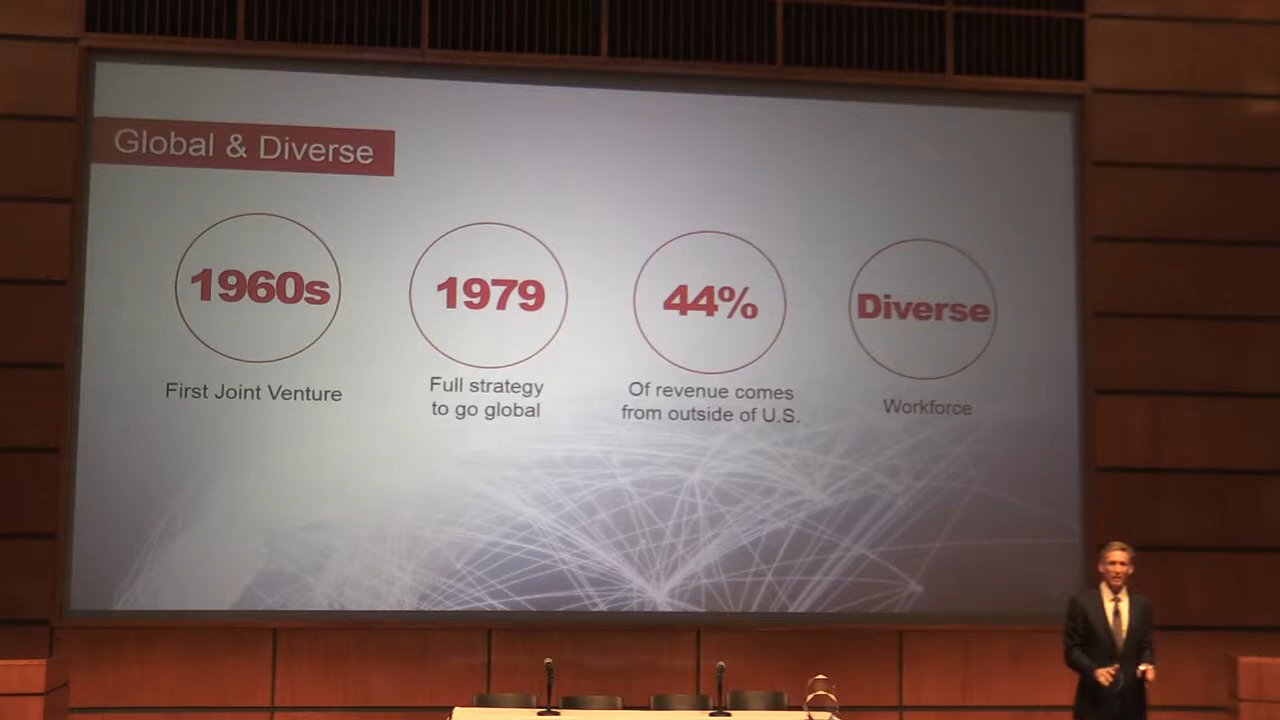 Global & Diverse
1960s
First Joint Venture
1979
Full strategy
to go global
44%
Of revenue comes
from outside of U.S.
Diverse
Workforce